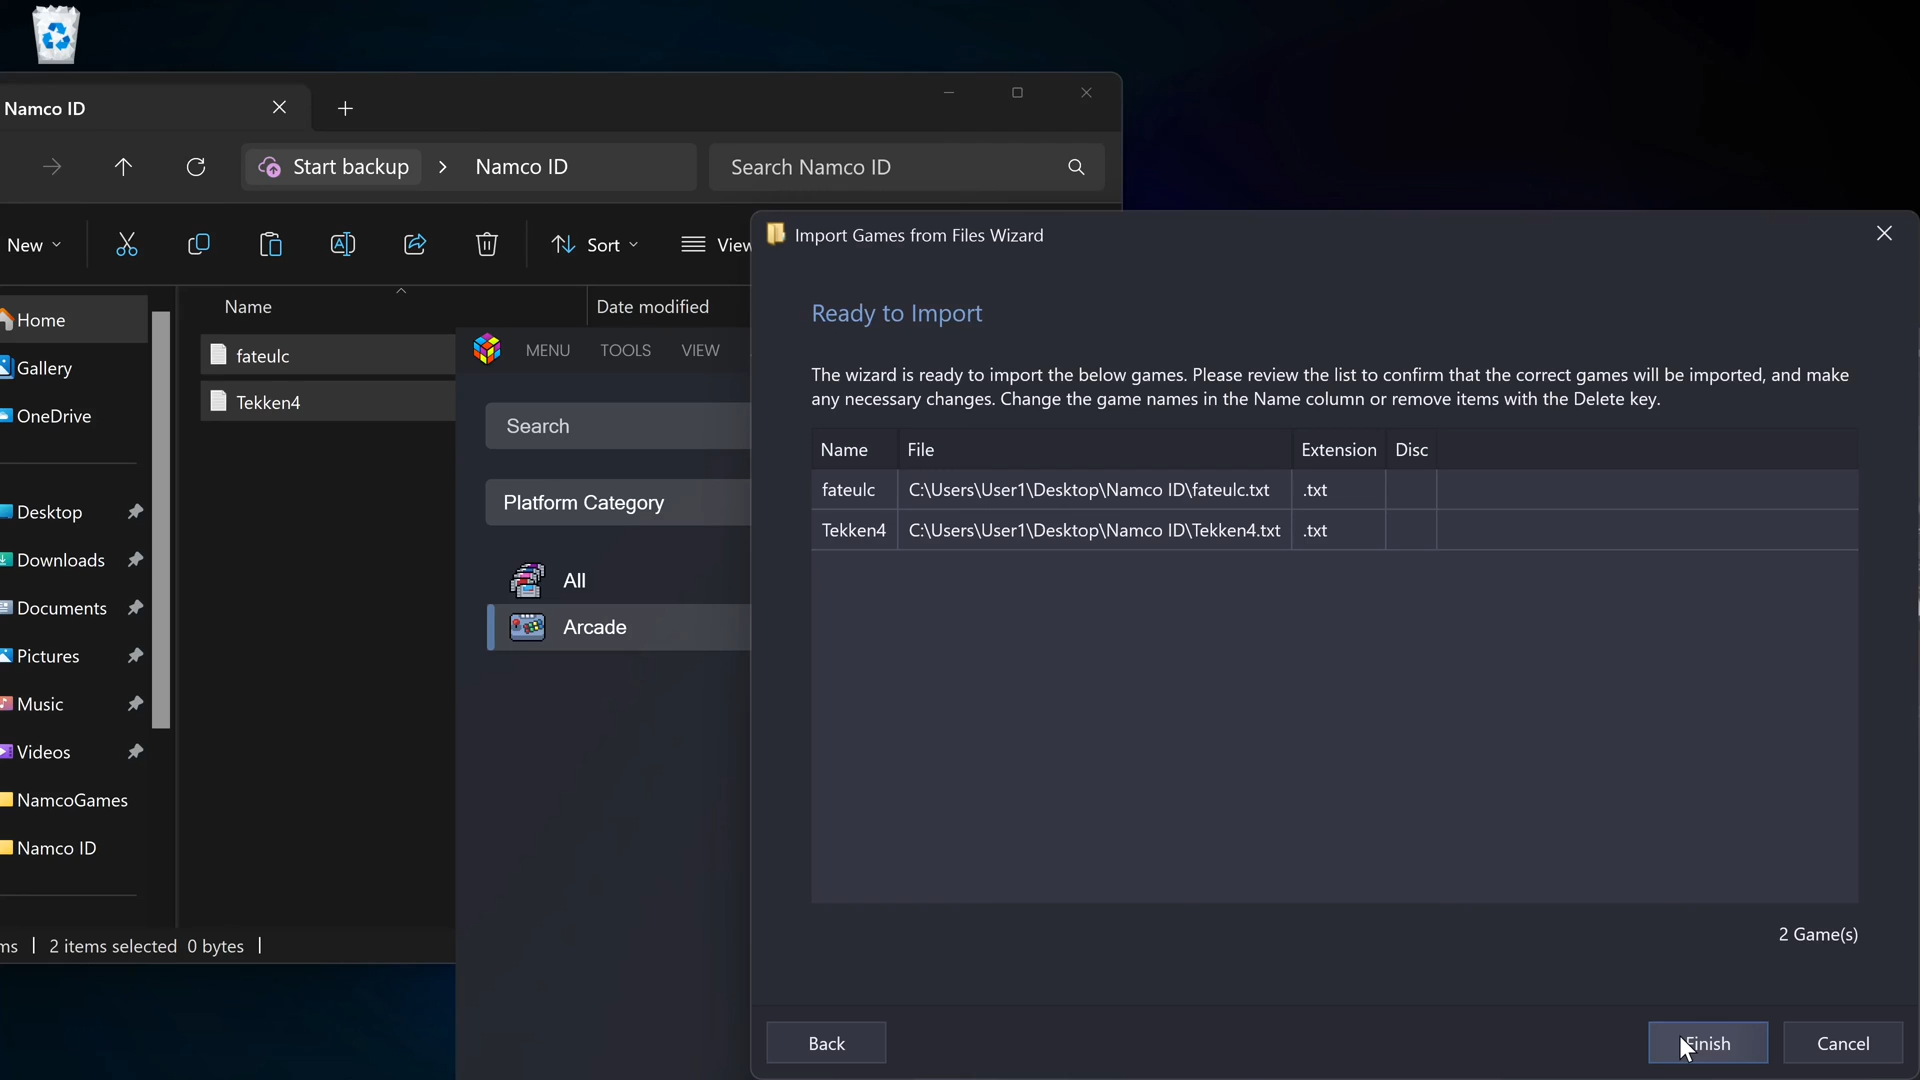 Namco ID
Start backup
Namco ID
Search Namco ID
New
Sort
Name
Date modified
Home
Gallery
OneDrive
Desktop
Downloads
Documents
Pictures
Music
Videos
NamcoGames
Namco ID
fateulc
Tekken4
2 items selected 0 bytes
MENU TOOLS VIEW
Search
Platform Category
All
Arcade
Import Games from Files Wizard
Ready to Import
The wizard is ready to import the below games. Please review the list to confirm that the correct games will be imported, and make
any necessary changes. Change the game names in the Name column or remove items with the Delete key.
Name File Extension Disc
fateulc C:\Users\User1\Desktop\Namco ID\fateulc.txt .txt
Tekken4 C:\Users\User1\Desktop\Namco ID\Tekken4.txt .txt
2 Game(s)
Back
Finish
Cancel